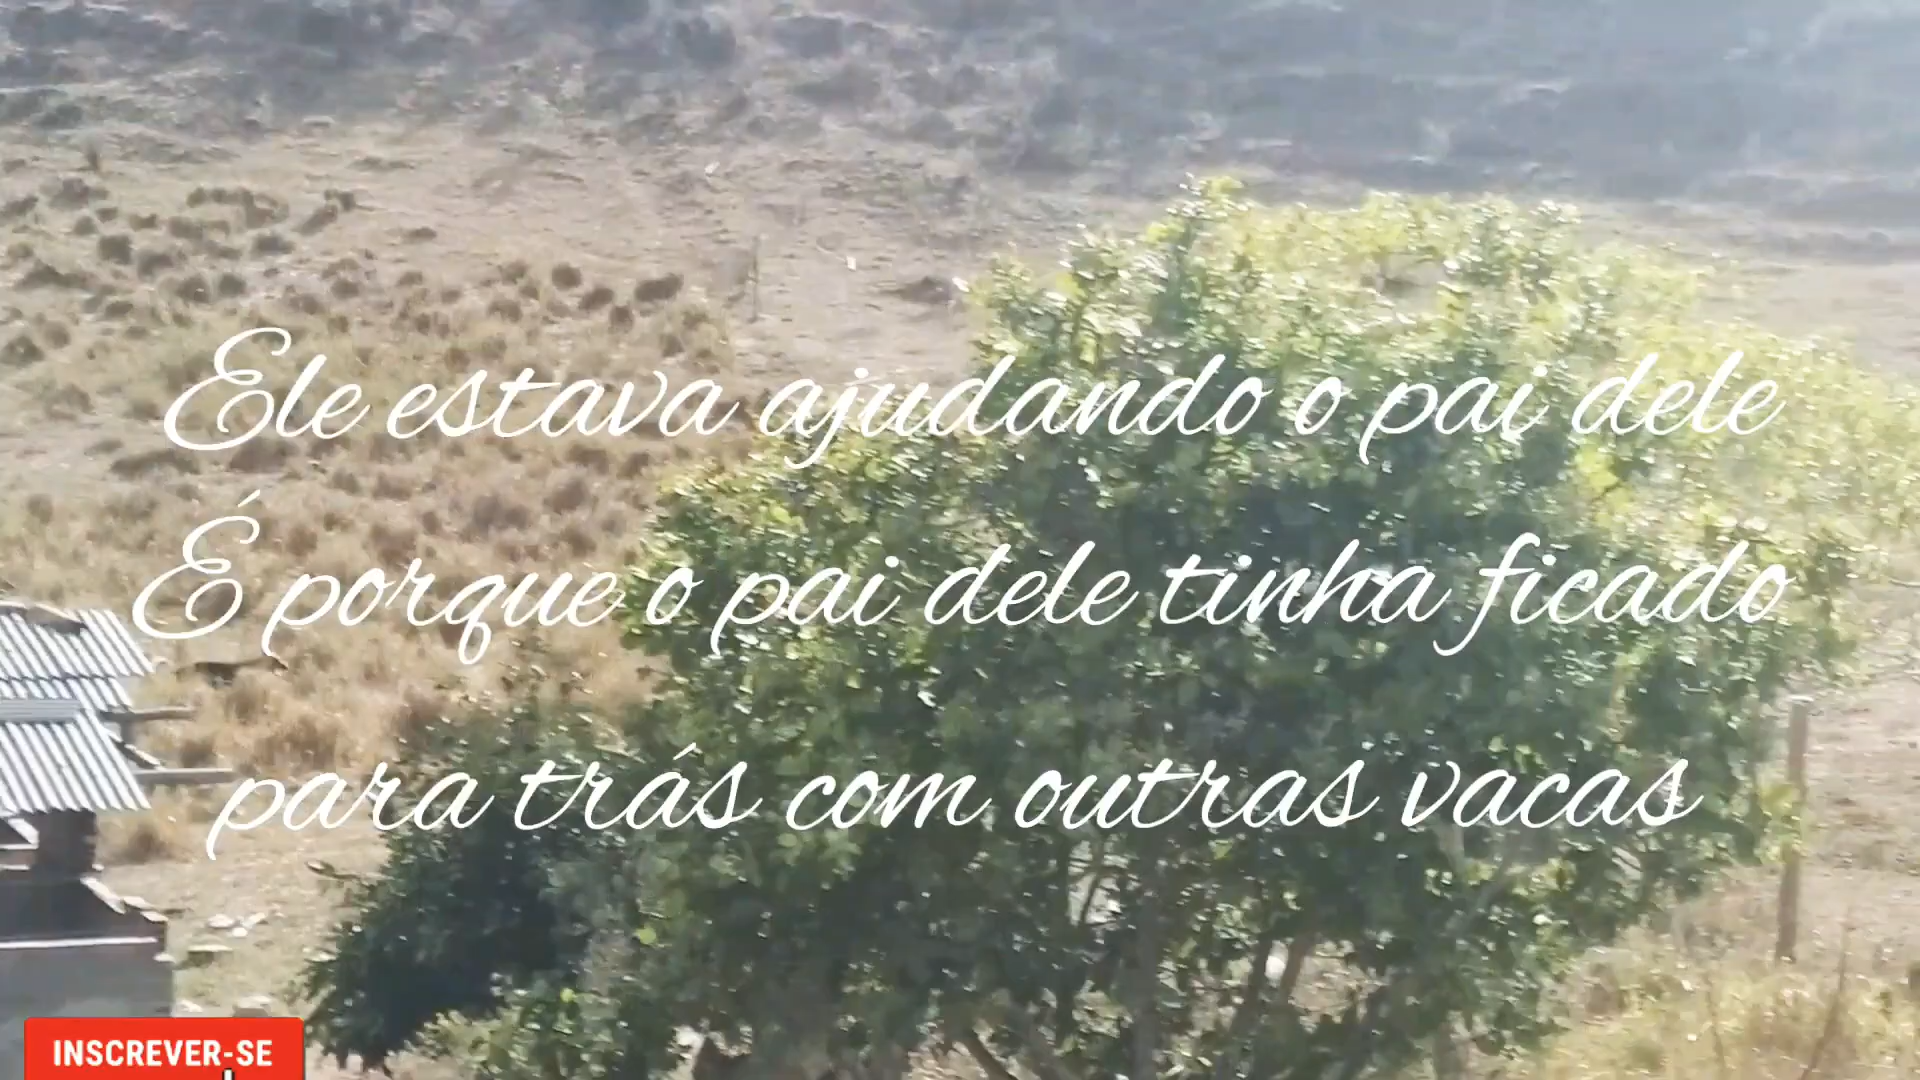 Ele estava ajudando o pai dele
É porque o pai dele tinha ficado
para trás com outras vacas
INSCREVER-SE